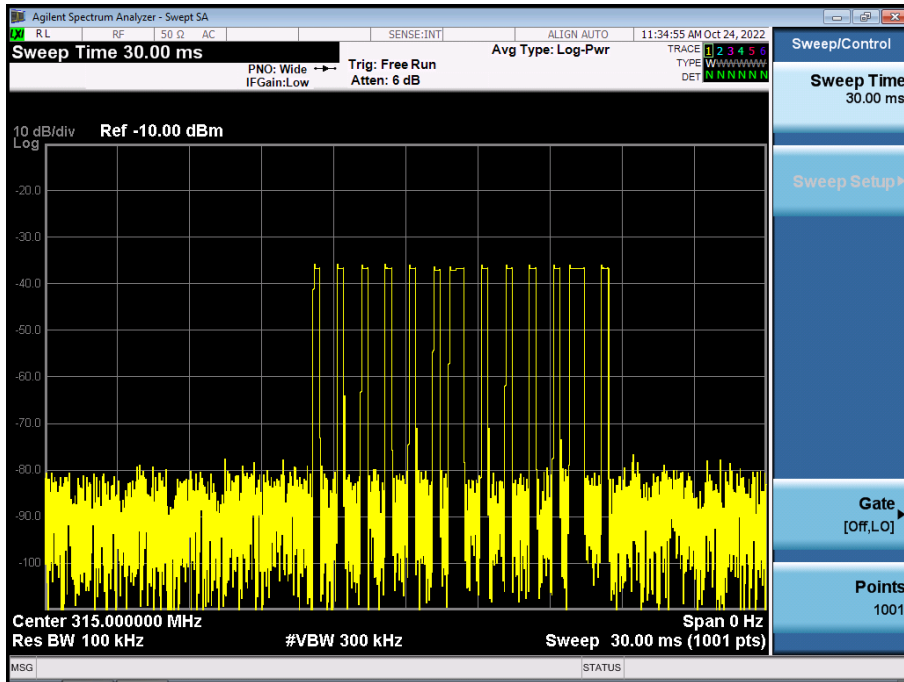 Agilent Spectrum Analyzer - Swept SA
LXI RL RF 50 Ω AC SENSE:INT ALIGN AUTO 11:34:55 AM Oct 24, 2022
Sweep Time 30.00 ms
Avg Type: Log-Pwr
TRACE 1 2 3 4 5 6
TYPE WWWWWW
DET N N N N N N
PNO: Wide
IFGain:Low
Trig: Free Run
Atten: 6 dB
10 dB/div
Log
Ref -10.00 dBm
-20.0
-30.0
-40.0
-50.0
-60.0
-70.0
-80.0
-90.0
-100
Center 315.000000 MHz
Span 0 Hz
Res BW 100 kHz
#VBW 300 kHz
Sweep 30.00 ms (1001 pts)
MSG
STATUS
Sweep/Control
Sweep Time
30.00 ms
Sweep Setup
Gate
[Off,LO]
Points
1001